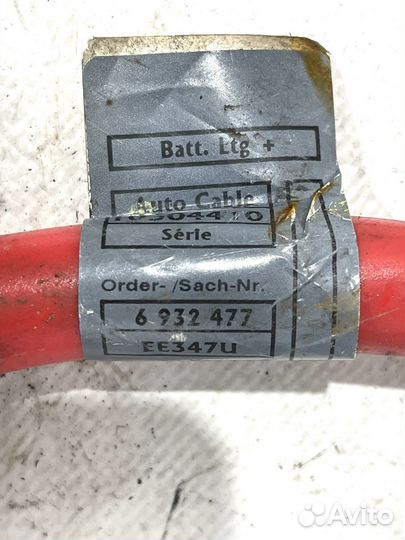 Batt. Ltg +
Auto Cable
Série
Order- /Sach-Nr.
6 932 477
EE347U
Avito